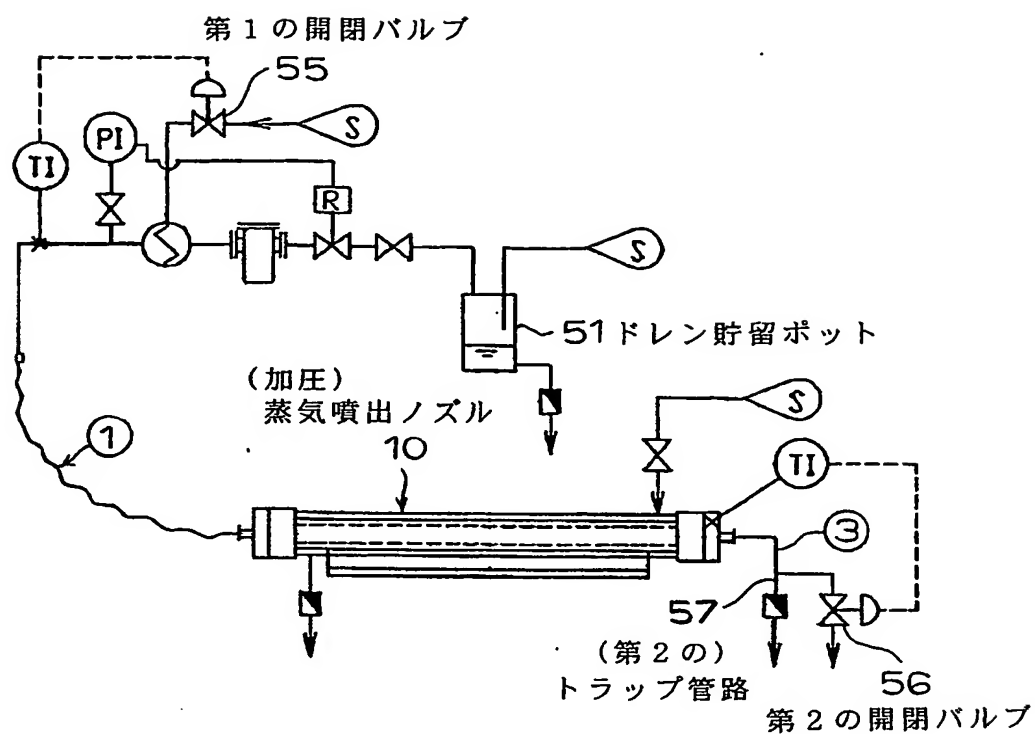 第1の開閉バルブ
55
S
PI
TI
R
S
51ドレン貯留ポット
(加圧)
蒸気噴出ノズル
S
1
10
TI
3
57
(第2の)
トラップ管路
56
第2の開閉バルブ